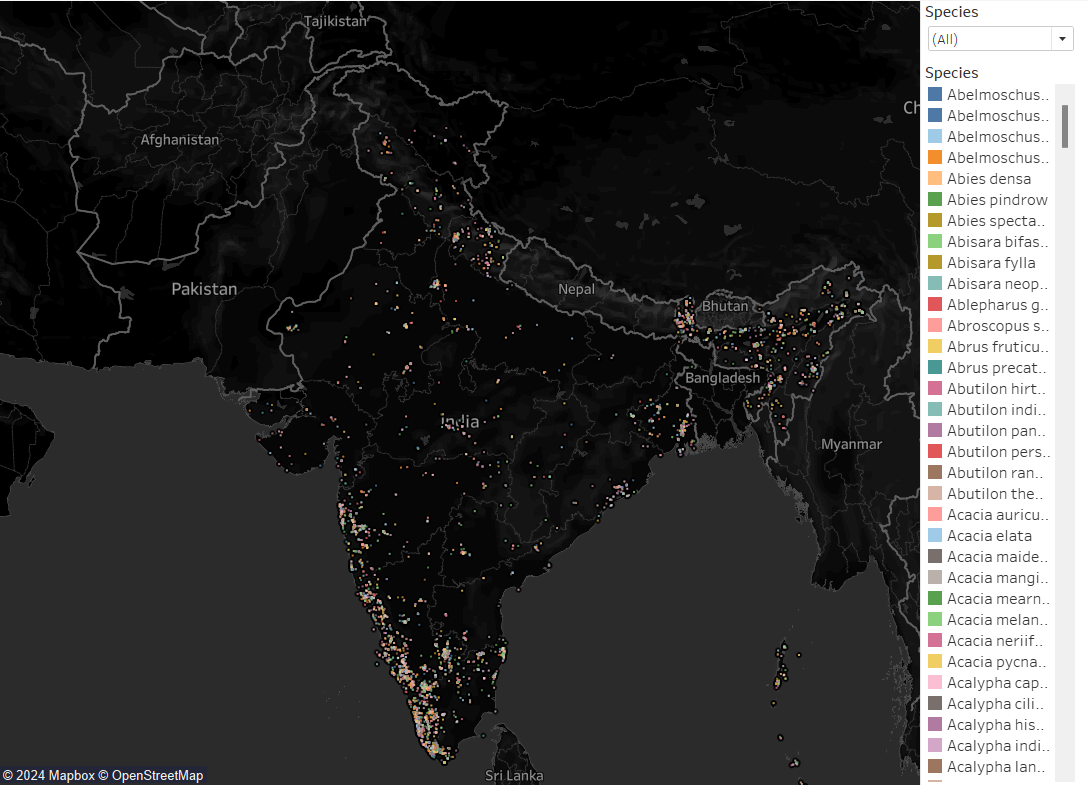 Species
(All)
Species
Abelmoschus..
Abelmoschus..
Abelmoschus..
Abelmoschus..
Abies densa
Abies pindrow
Abies specta..
Abisara bifas..
Abisara fylla
Abisara neop..
Ablepharus g..
Abroscopus s..
Abrus fruticu..
Abrus precat..
Abutilon hirt..
Abutilon indi..
Abutilon pan..
Abutilon pers..
Abutilon ran..
Abutilon the..
Acacia auricu..
Acacia elata
Acacia maide..
Acacia mangi..
Acacia mearn..
Acacia melan..
Acacia neriif..
Acacia pycna..
Acalypha cap..
Acalypha cili..
Acalypha his..
Acalypha indi..
Acalypha lan..
Tajikistan
Ch
Afghanistan
Pakistan
Nepal
Bhutan
Bangladesh
India
Myanmar
Sri Lanka
© 2024 Mapbox © OpenStreetMap